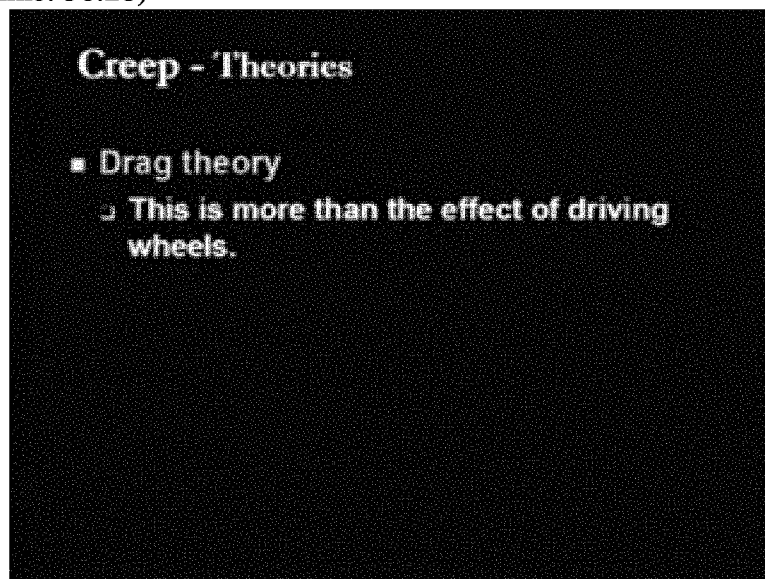 Creep - Theories
Drag theory
This is more than the effect of driving
wheels.